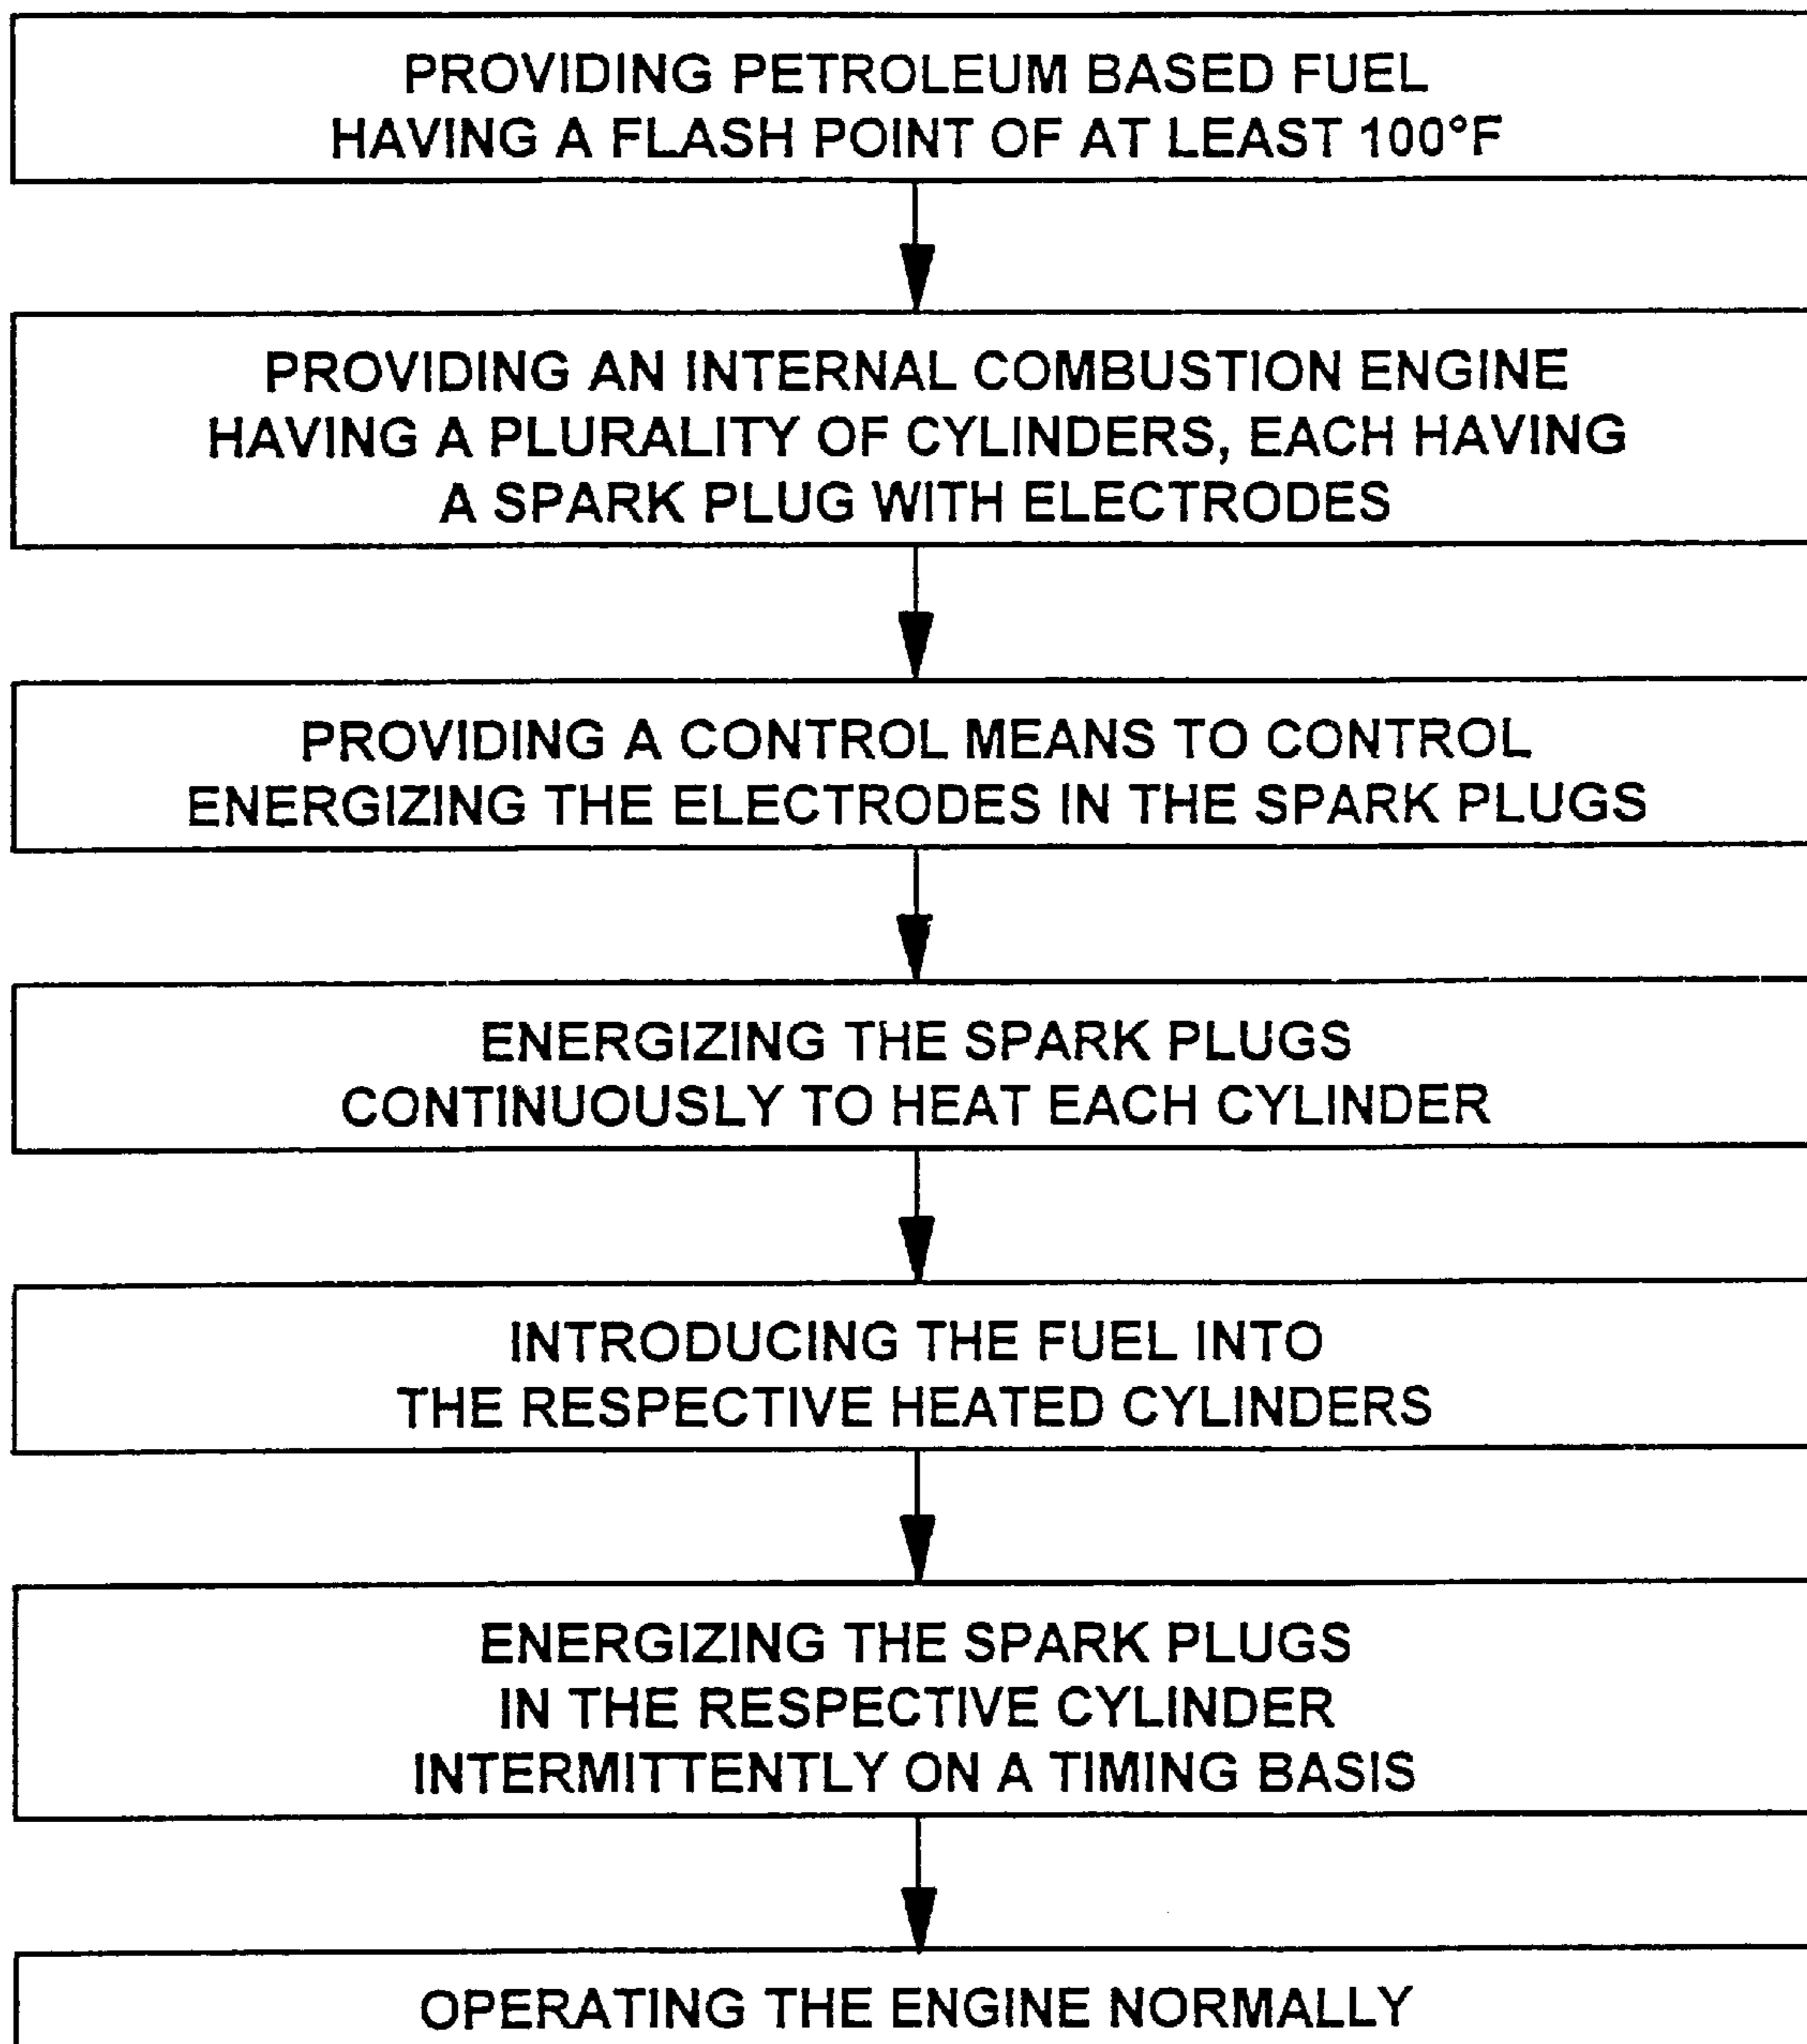 PROVIDING PETROLEUM BASED FUEL
HAVING A FLASH POINT OF AT LEAST 100°F
PROVIDING AN INTERNAL COMBUSTION ENGINE
HAVING A PLURALITY OF CYLINDERS, EACH HAVING
A SPARK PLUG WITH ELECTRODES
PROVIDING A CONTROL MEANS TO CONTROL
ENERGIZING THE ELECTRODES IN THE SPARK PLUGS
ENERGIZING THE SPARK PLUGS
CONTINUOUSLY TO HEAT EACH CYLINDER
INTRODUCING THE FUEL INTO
THE RESPECTIVE HEATED CYLINDERS
ENERGIZING THE SPARK PLUGS
IN THE RESPECTIVE CYLINDER
INTERMITTENTLY ON A TIMING BASIS
OPERATING THE ENGINE NORMALLY